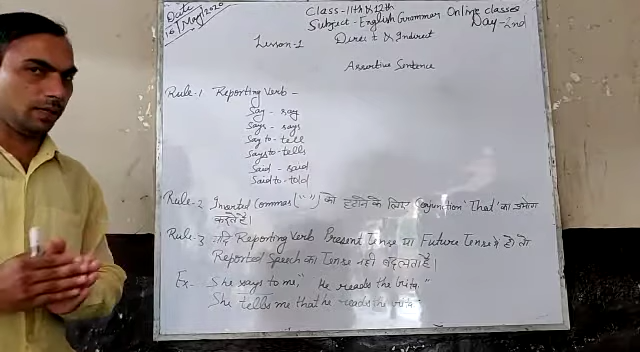 Date
16/May/2020
Class-11th & 12th Online classes
Subject-English Grammar Day-2nd
Lesson-1 Direct & Indirect
Assertive Sentence
Rule-1 Reporting Verb -
Say - say
Says - says
Say to - tell
Says to - tells
Said - said
Said to - told
Rule-2 Inverted Commas (" ") को हटाने के लिए Conjunction 'That' का प्रयोग
करते है।
Rule-3 यदि Reporting Verb Present Tense या Future Tense में हो तो
Reported Speech का Tense नही बदलता है।
Ex- She says to me, "He reads the Gita."
She tells me that he reads the Gita